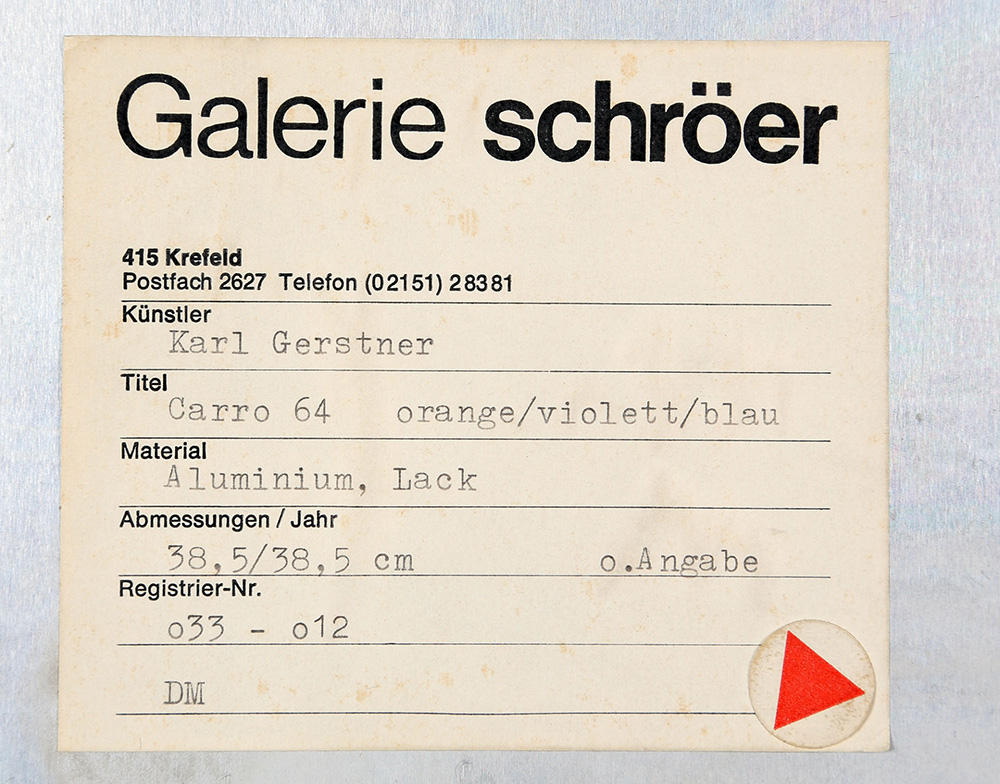 Galerie schröer
415 Krefeld
Postfach 2627 Telefon (02151) 28381
Künstler
Karl Gerstner
Titel
Carro 64 orange/violett/blau
Material
Aluminium, Lack
Abmessungen / Jahr
38,5/38,5 cm o.Angabe
Registrier-Nr.
o33 - o12
DM